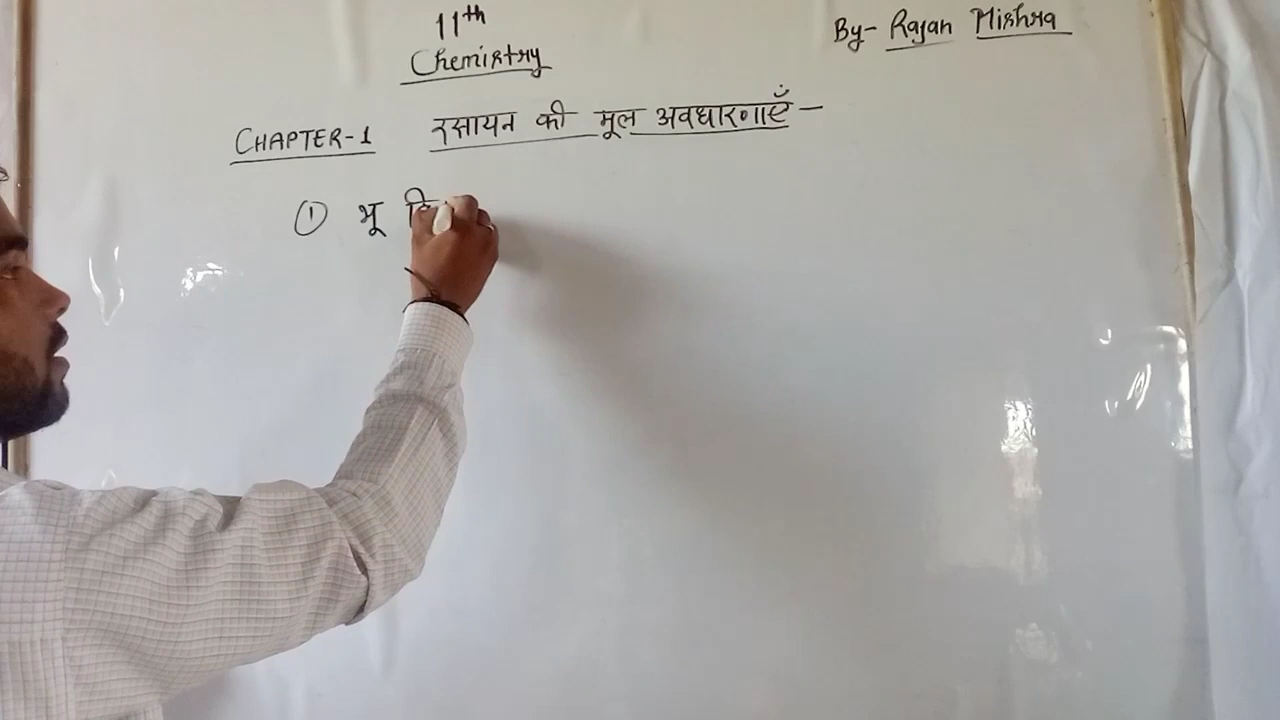 11th
Chemistry
By- Rajan Mishra
CHAPTER-1 रसायन की मूल अवधारणाएँ -
① भू